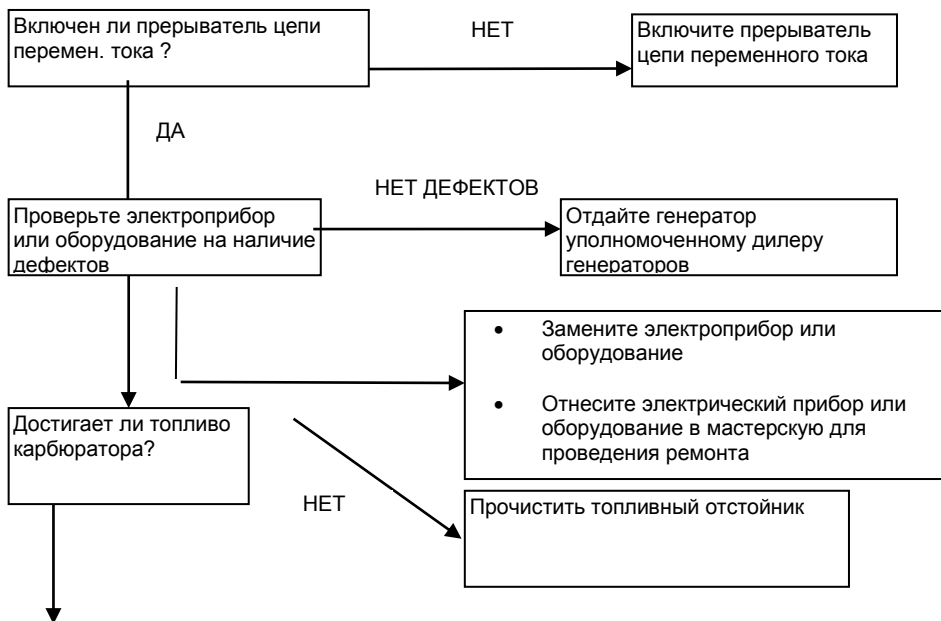 Включен ли прерыватель цепи
перемен. тока ?
НЕТ
Включите прерыватель
цепи переменного тока
ДА
НЕТ ДЕФЕКТОВ
Проверьте электроприбор
или оборудование на наличие
дефектов
Отдайте генератор
уполномоченному дилеру
генераторов
• Замените электроприбор или
оборудование
• Отнесите электрический прибор или
оборудование в мастерскую для
проведения ремонта
Достигает ли топливо
карбюратора?
НЕТ
Прочистить топливный отстойник